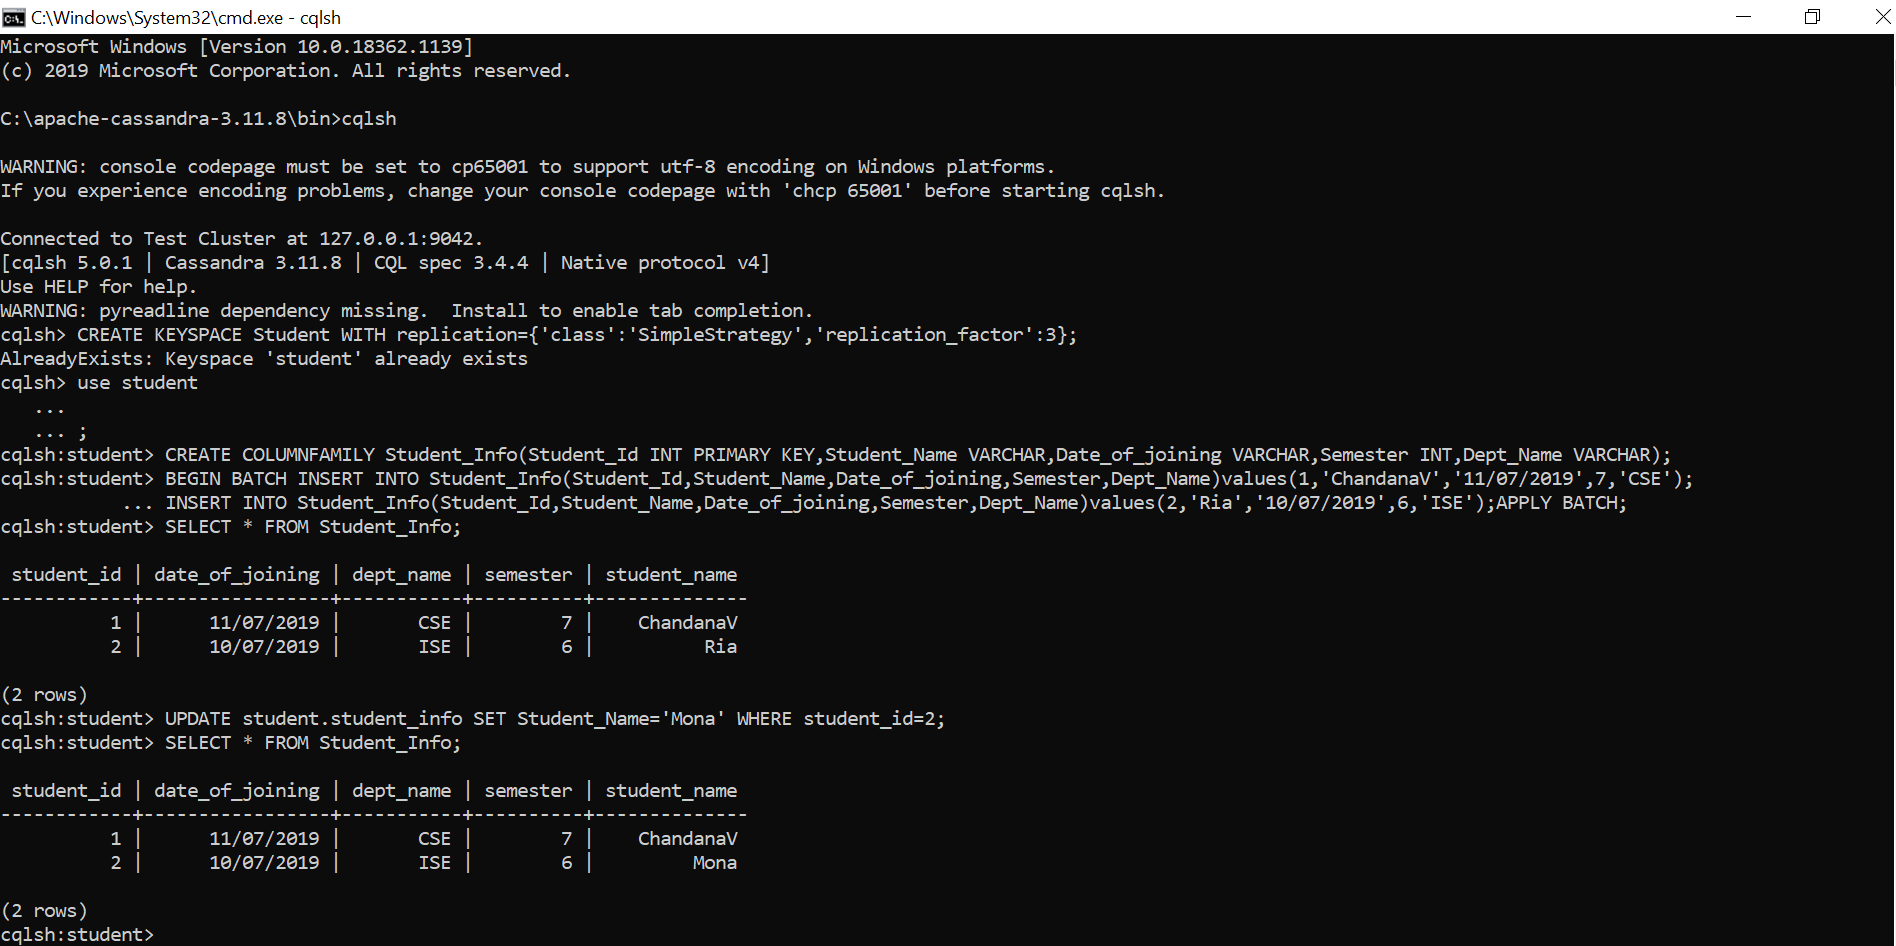 C:\Windows\System32\cmd.exe - cqlsh
Microsoft Windows [Version 10.0.18362.1139]
(c) 2019 Microsoft Corporation. All rights reserved.
C:\apache-cassandra-3.11.8\bin>cqlsh
WARNING: console codepage must be set to cp65001 to support utf-8 encoding on Windows platforms.
If you experience encoding problems, change your console codepage with 'chcp 65001' before starting cqlsh.
Connected to Test Cluster at 127.0.0.1:9042.
[cqlsh 5.0.1 | Cassandra 3.11.8 | CQL spec 3.4.4 | Native protocol v4]
Use HELP for help.
WARNING: pyreadline dependency missing.  Install to enable tab completion.
cqlsh> CREATE KEYSPACE Student WITH replication={'class':'SimpleStrategy','replication_factor':3};
AlreadyExists: Keyspace 'student' already exists
cqlsh> use student
   ...
   ... ;
cqlsh:student> CREATE COLUMNFAMILY Student_Info(Student_Id INT PRIMARY KEY,Student_Name VARCHAR,Date_of_joining VARCHAR,Semester INT,Dept_Name VARCHAR);
cqlsh:student> BEGIN BATCH INSERT INTO Student_Info(Student_Id,Student_Name,Date_of_joining,Semester,Dept_Name)values(1,'ChandanaV','11/07/2019',7,'CSE');
           ... INSERT INTO Student_Info(Student_Id,Student_Name,Date_of_joining,Semester,Dept_Name)values(2,'Ria','10/07/2019',6,'ISE');APPLY BATCH;
cqlsh:student> SELECT * FROM Student_Info;
 student_id | date_of_joining | dept_name | semester | student_name
------------+-----------------+-----------+----------+--------------
          1 |      11/07/2019 |       CSE |        7 |    ChandanaV
          2 |      10/07/2019 |       ISE |        6 |          Ria
(2 rows)
cqlsh:student> UPDATE student.student_info SET Student_Name='Mona' WHERE student_id=2;
cqlsh:student> SELECT * FROM Student_Info;
 student_id | date_of_joining | dept_name | semester | student_name
------------+-----------------+-----------+----------+--------------
          1 |      11/07/2019 |       CSE |        7 |    ChandanaV
          2 |      10/07/2019 |       ISE |        6 |         Mona
(2 rows)
cqlsh:student>